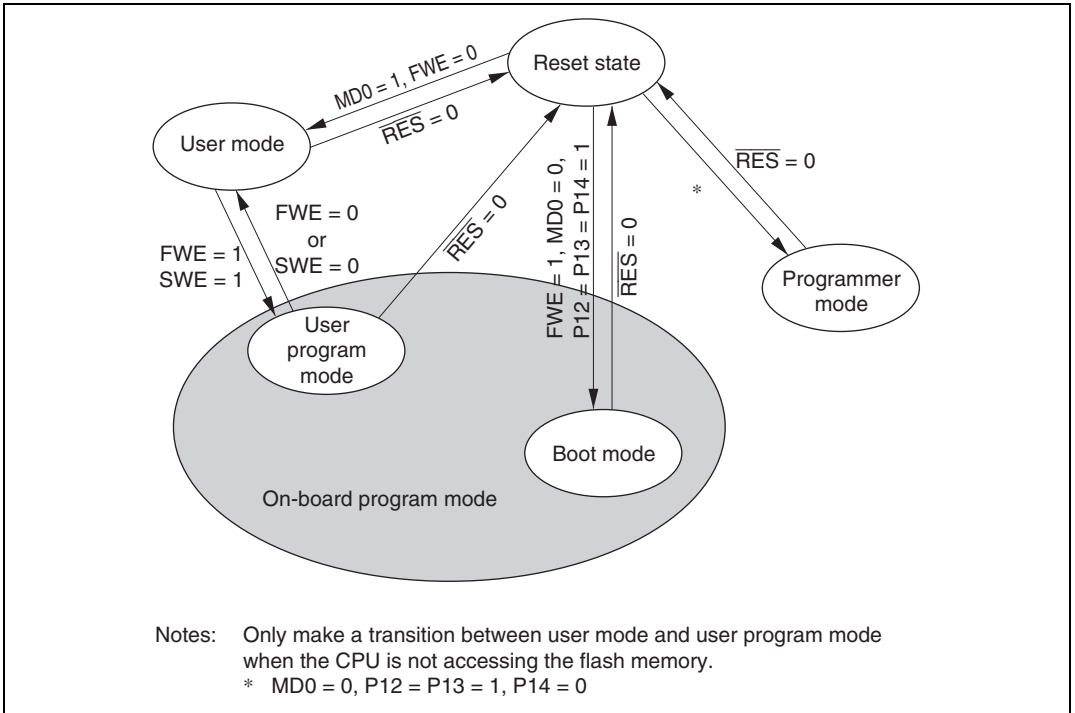 Reset state
MD0 = 1, FWE = 0
RES = 0
User mode
RES = 0
*
FWE = 0
or
SWE = 0
FWE = 1
SWE = 1
RES = 0
FWE = 1, MD0 = 0,
P12 = P13 = P14 = 1
RES = 0
Programmer
mode
User
program
mode
Boot mode
On-board program mode
Notes: Only make a transition between user mode and user program mode
when the CPU is not accessing the flash memory.
* MD0 = 0, P12 = P13 = 1, P14 = 0